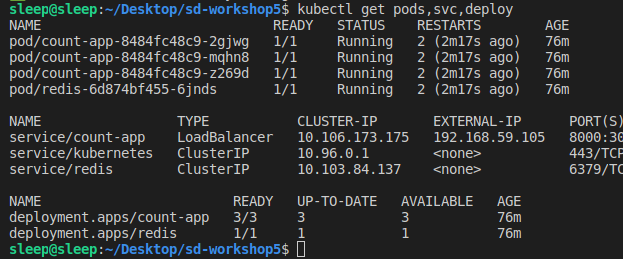 sleep@sleep:~/Desktop/sd-workshop5$ kubectl get pods,svc,deploy
NAME READY STATUS RESTARTS AGE
pod/count-app-8484fc48c9-2gjwg 1/1 Running 2 (2m17s ago) 76m
pod/count-app-8484fc48c9-mqhn8 1/1 Running 2 (2m17s ago) 76m
pod/count-app-8484fc48c9-z269d 1/1 Running 2 (2m17s ago) 76m
pod/redis-6d874bf455-6jnds 1/1 Running 2 (2m17s ago) 76m
NAME TYPE CLUSTER-IP EXTERNAL-IP PORT(S)
service/count-app LoadBalancer 10.106.173.175 192.168.59.105 8000:30
service/kubernetes ClusterIP 10.96.0.1 <none> 443/TCP
service/redis ClusterIP 10.103.84.137 <none> 6379/TC
NAME READY UP-TO-DATE AVAILABLE AGE
deployment.apps/count-app 3/3 3 3 76m
deployment.apps/redis 1/1 1 1 76m
sleep@sleep:~/Desktop/sd-workshop5$